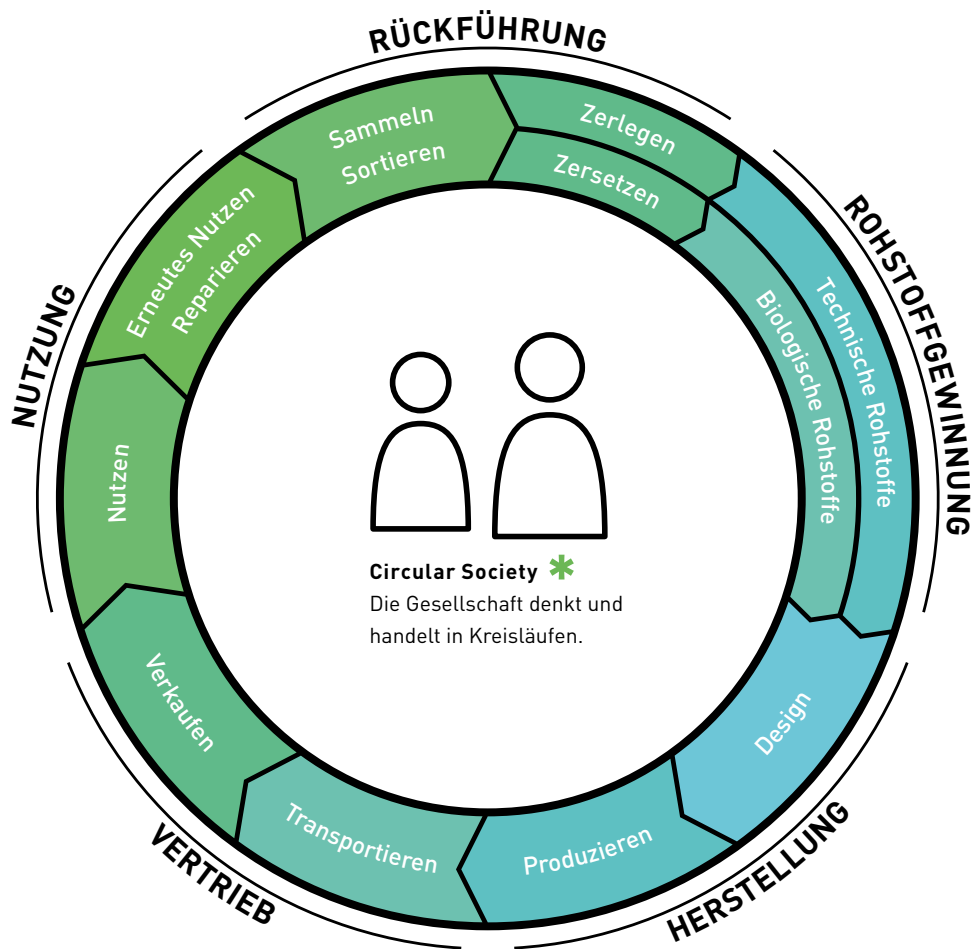 RÜCKFÜHRUNG
Sammeln
Sortieren
Zerlegen
Zersetzen
ROHSTOFFGEWINNUNG
Technische Rohstoffe
Biologische Rohstoffe
HERSTELLUNG
Design
Produzieren
VERTRIEB
Transportieren
Verkaufen
NUTZUNG
Nutzen
Erneutes Nutzen
Reparieren
Circular Society *
Die Gesellschaft denkt und
handelt in Kreisläufen.